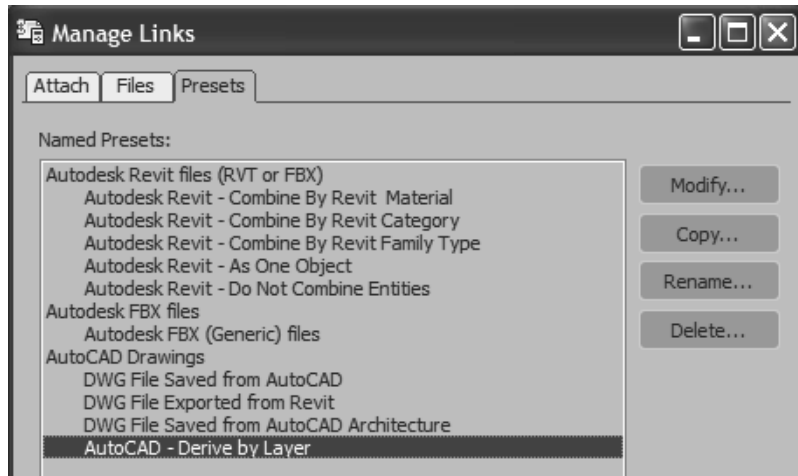 Manage Links
Attach Files Presets
Named Presets:
Autodesk Revit files (RVT or FBX)
Autodesk Revit - Combine By Revit Material
Autodesk Revit - Combine By Revit Category
Autodesk Revit - Combine By Revit Family Type
Autodesk Revit - As One Object
Autodesk Revit - Do Not Combine Entities
Autodesk FBX files
Autodesk FBX (Generic) files
AutoCAD Drawings
DWG File Saved from AutoCAD
DWG File Exported from Revit
DWG File Saved from AutoCAD Architecture
AutoCAD - Derive by Layer
Modify...
Copy...
Rename...
Delete...